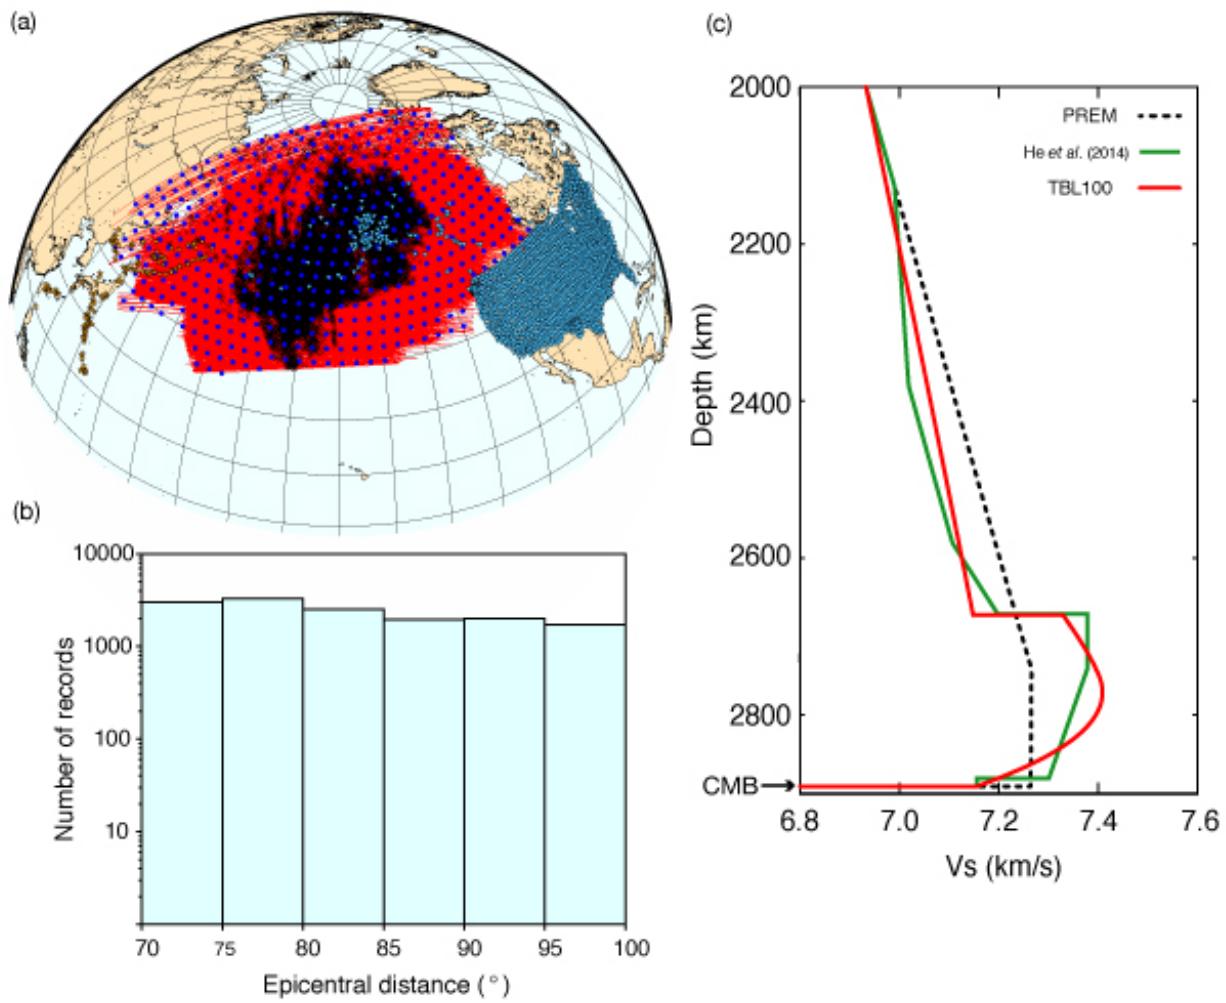 (a)
(b)
10000
1000
100
10
Number of records
70 75 80 85 90 95 100
Epicentral distance (°)
(c)
2000
2200
2400
2600
2800
Depth (km)
CMB
PREM
He et al. (2014)
TBL100
6.8 7.0 7.2 7.4 7.6
Vs (km/s)